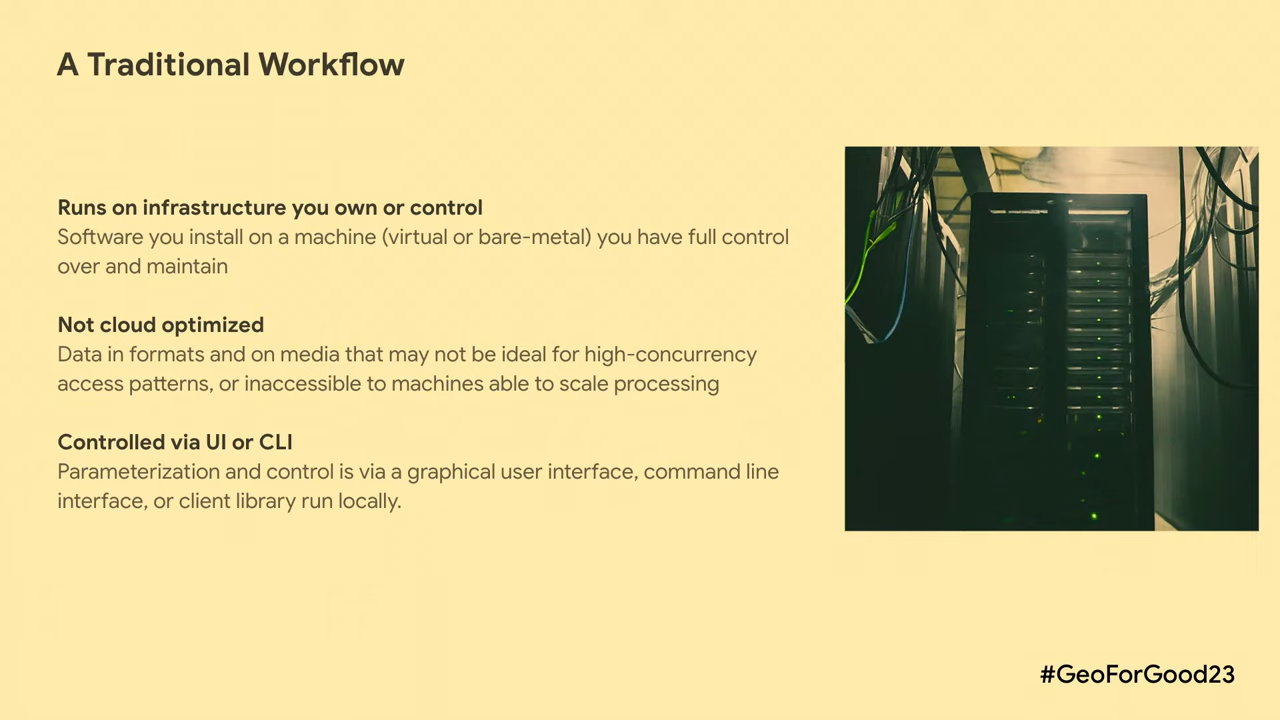 A Traditional Workflow
Runs on infrastructure you own or control
Software you install on a machine (virtual or bare-metal) you have full control
over and maintain
Not cloud optimized
Data in formats and on media that may not be ideal for high-concurrency
access patterns, or inaccessible to machines able to scale processing
Controlled via UI or CLI
Parameterization and control is via a graphical user interface, command line
interface, or client library run locally.
#GeoForGood23